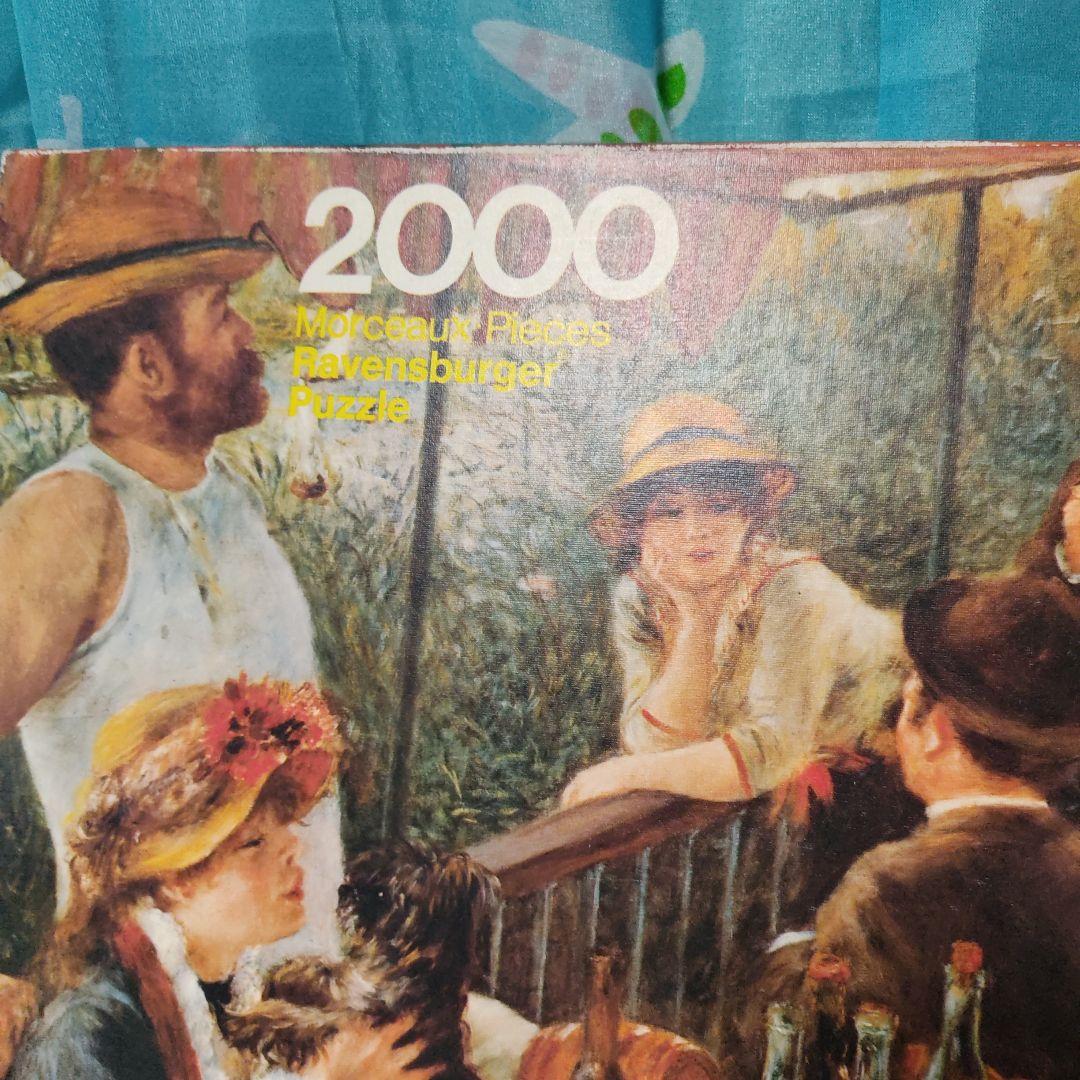 2000
Morceaux Pieces
Ravensburger
Puzzle